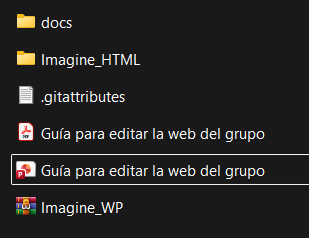 docs
Imagine_HTML
.gitattributes
Guía para editar la web del grupo
Guía para editar la web del grupo
Imagine_WP